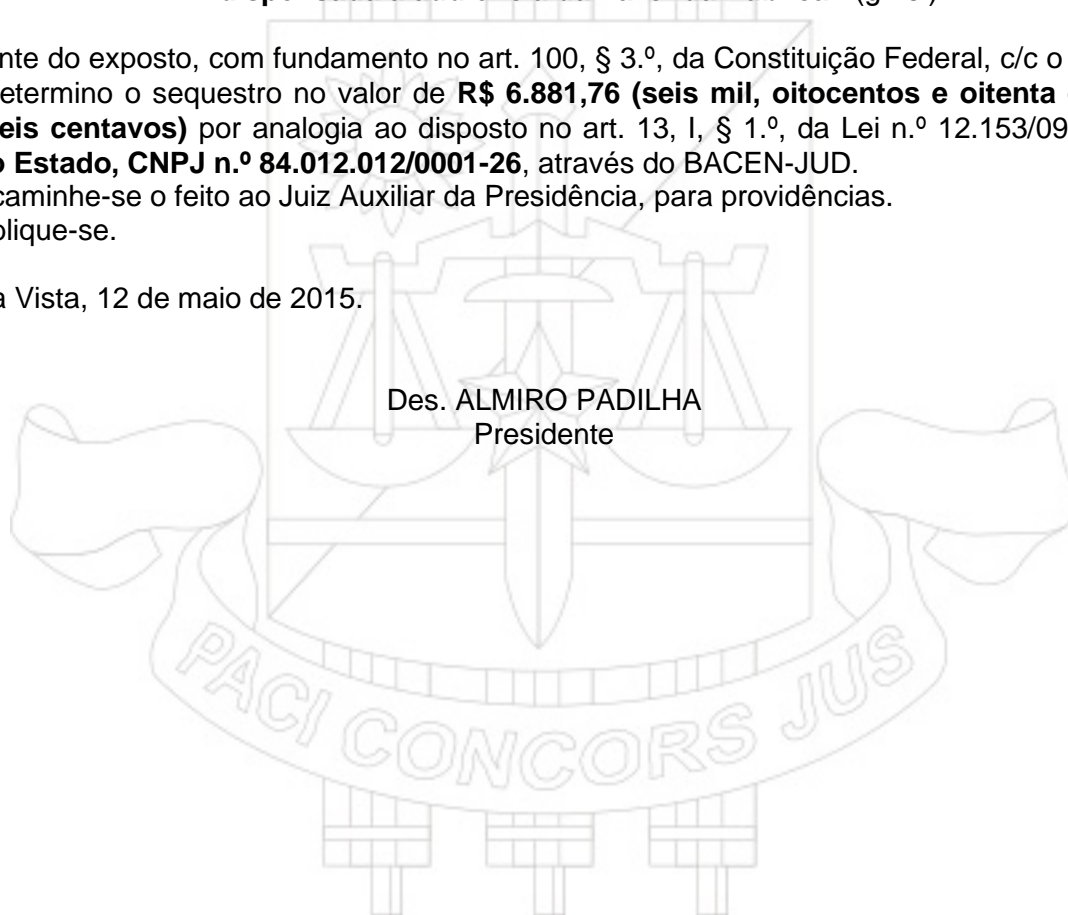 nte do exposto, com fundamento no art. 100, § 3.º, da Constituição Federal, c/c o
etermino o sequestro no valor de R$ 6.881,76 (seis mil, oitocentos e oitenta
eis centavos) por analogia ao disposto no art. 13, I, § 1.º, da Lei n.º 12.153/09
o Estado, CNPJ n.º 84.012.012/0001-26, através do BACEN-JUD.
caminhe-se o feito ao Juiz Auxiliar da Presidência, para providências.
olique-se.
a Vista, 12 de maio de 2015.
Des. ALMIRO PADILHA
Presidente
PACI CONCORS JUS